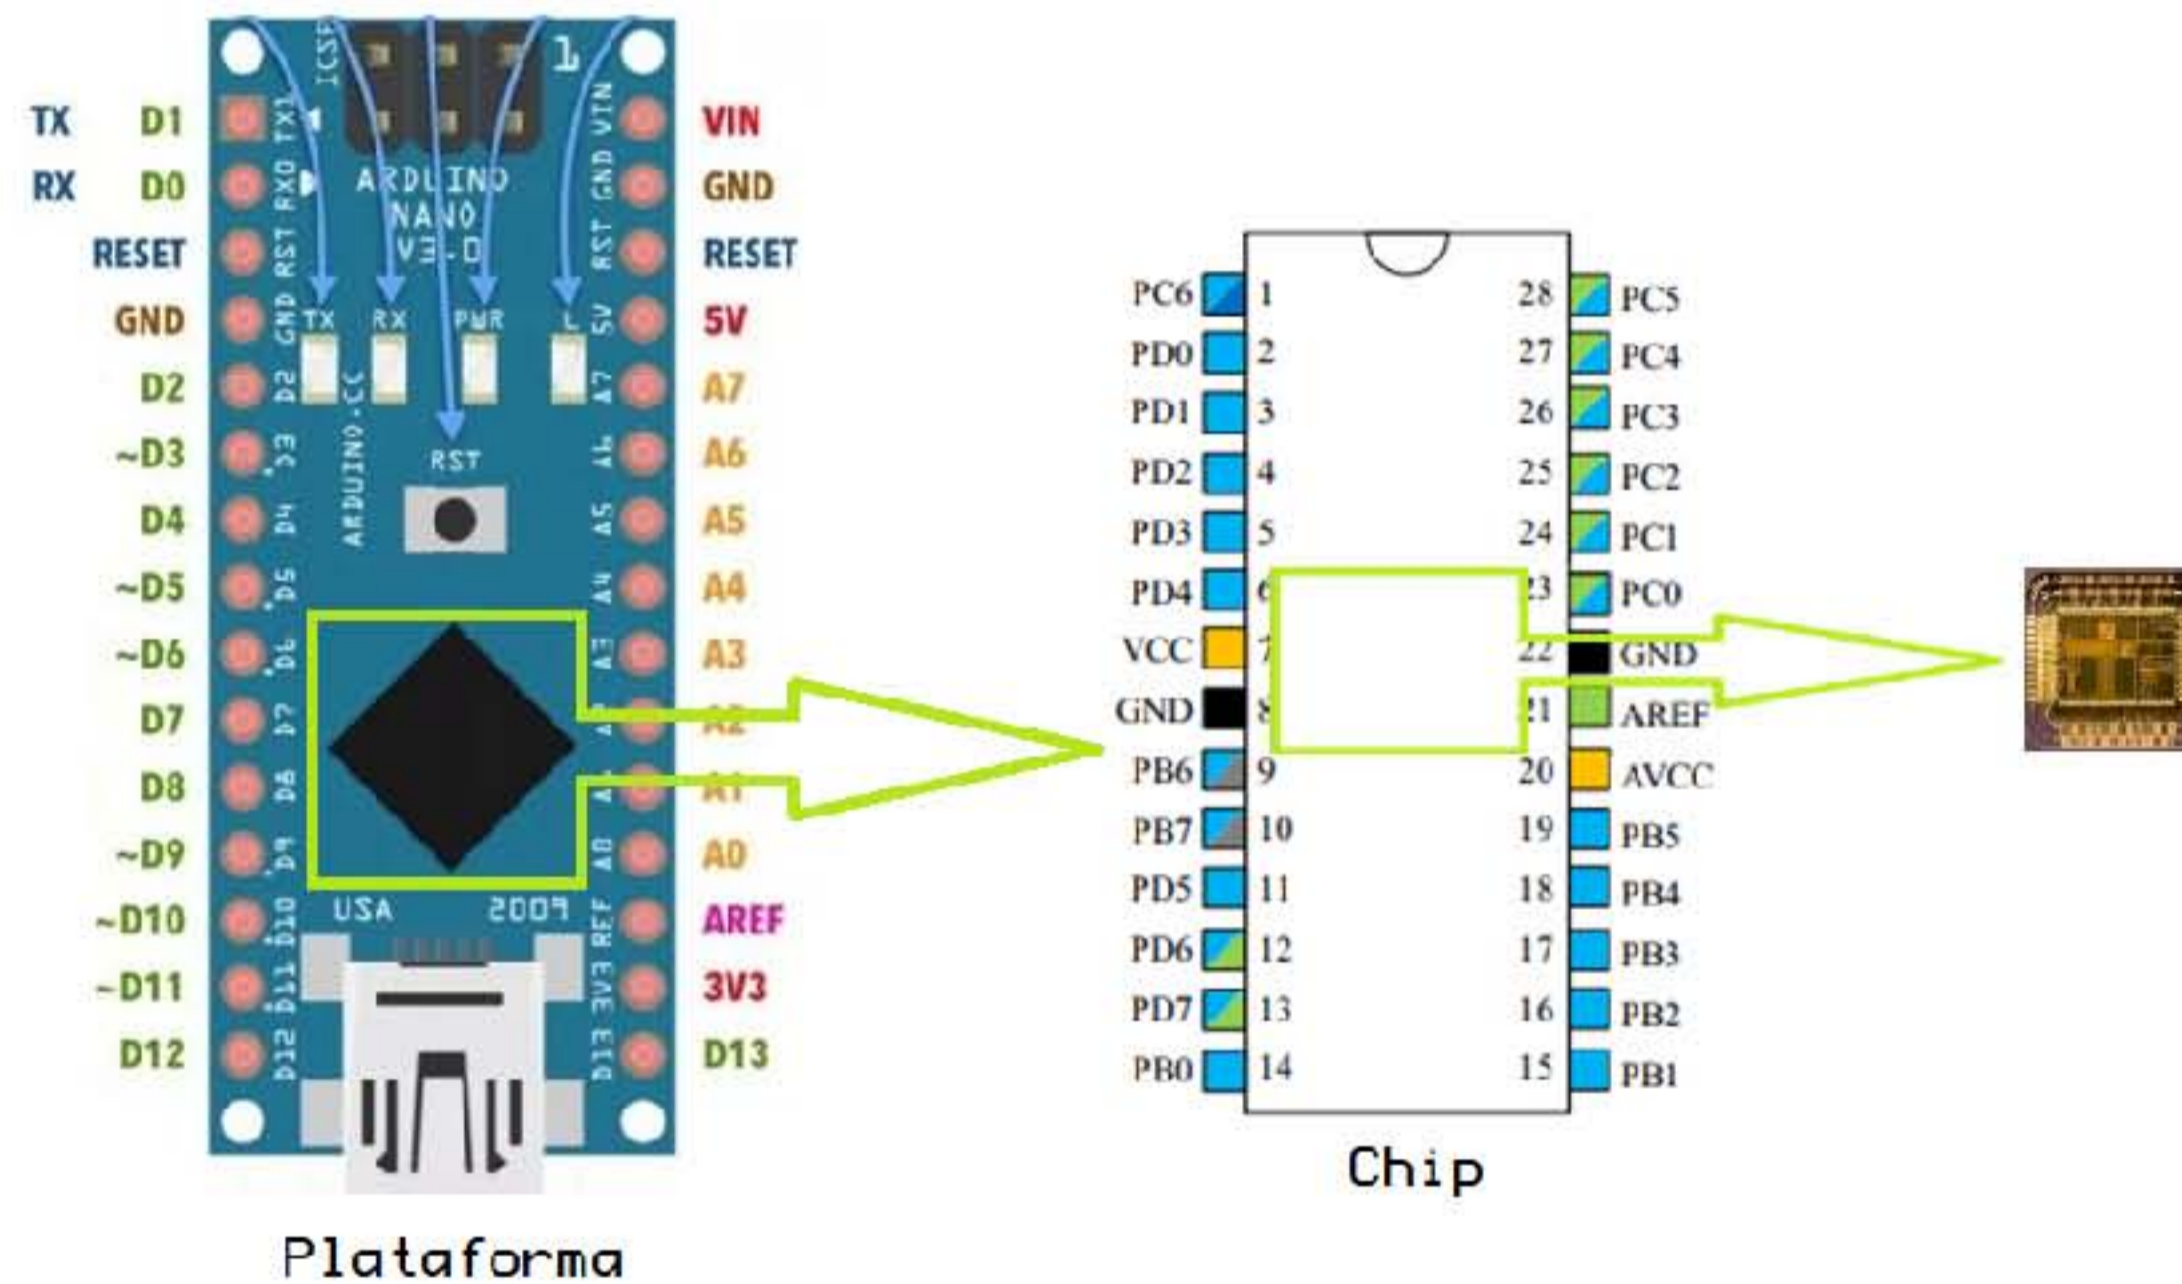 ICSP
1
TX D1 TX1 VIN VIN
RX D0 RX0 GND GND
RESET RST RST RESET
GND GND 5V 5V
D2 D2 A7 A7
~D3 D3 A6 A6
D4 D4 A5 A5
~D5 D5 A4 A4
~D6 D6 A3 A3
D7 D7 A2
D8 D8 A1
~D9 D9 A0 A0
~D10 D10 REF AREF
~D11 D11 3V3 3V3
D12 D12 D13 D13
ARDUINO
NANO
V3.0
TX RX PWR L
ARDUINO.CC
RST
USA 2009
Plataforma
PC6 1 28 PC5
PD0 2 27 PC4
PD1 3 26 PC3
PD2 4 25 PC2
PD3 5 24 PC1
PD4 6 23 PC0
VCC 7 22 GND
GND 8 21 AREF
PB6 9 20 AVCC
PB7 10 19 PB5
PD5 11 18 PB4
PD6 12 17 PB3
PD7 13 16 PB2
PB0 14 15 PB1
Chip